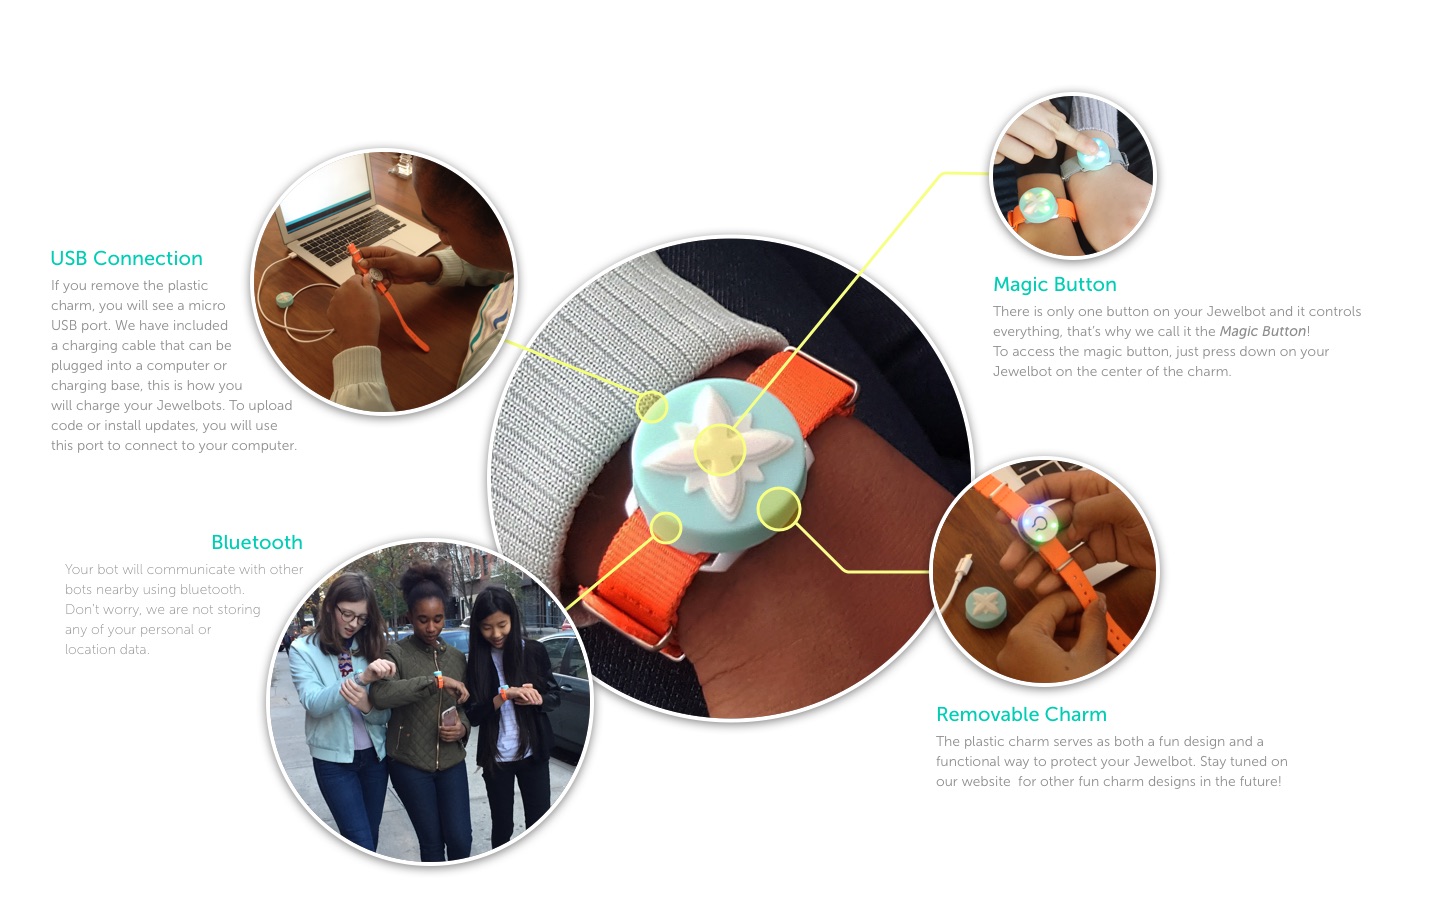 USB Connection
If you remove the plastic
charm, you will see a micro
USB port. We have included
a charging cable that can be
plugged into a computer or
charging base, this is how you
will charge your Jewelbots. To upload
code or install updates, you will use
this port to connect to your computer.
Bluetooth
Your bot will communicate with other
bots nearby using bluetooth.
Don't worry, we are not storing
any of your personal or
location data.
Magic Button
There is only one button on your Jewelbot and it controls
everything, that's why we call it the Magic Button!
To access the magic button, just press down on your
Jewelbot on the center of the charm.
Removable Charm
The plastic charm serves as both a fun design and a
functional way to protect your Jewelbot. Stay tuned on
our website  for other fun charm designs in the future!